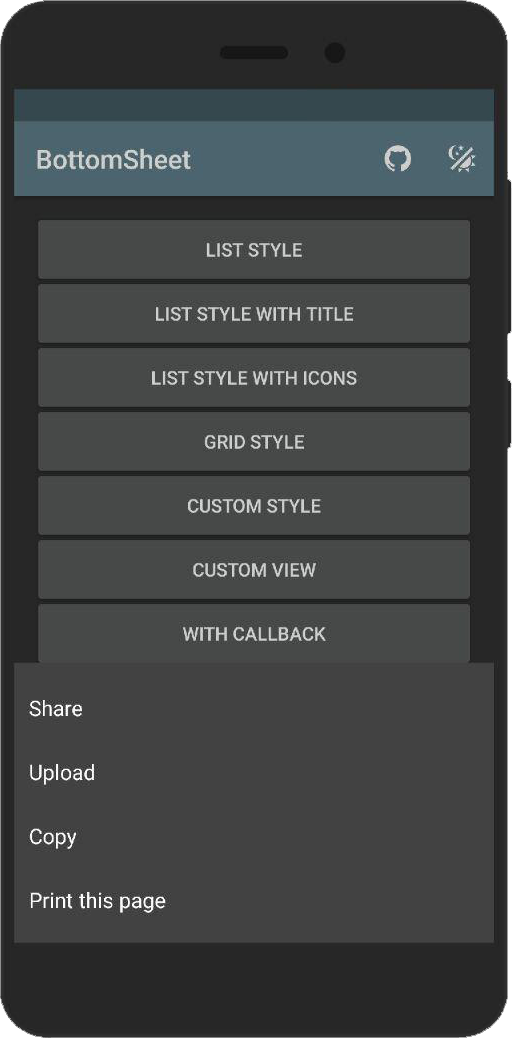 BottomSheet
LIST STYLE
LIST STYLE WITH TITLE
LIST STYLE WITH ICONS
GRID STYLE
CUSTOM STYLE
CUSTOM VIEW
WITH CALLBACK
Share
Upload
Copy
Print this page